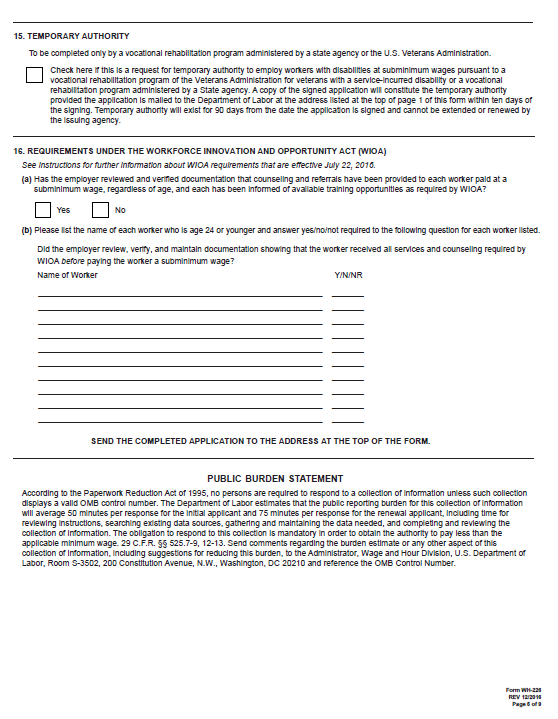 15. TEMPORARY AUTHORITY
To be completed only by a vocational rehabilitation program administered by a state agency or the U.S. Veterans Administration.
Check here if this is a request for temporary authority to employ workers with disabilities at subminimum wages pursuant to a
vocational rehabilitation program of the Veterans Administration for veterans with a service-incurred disability or a vocational
rehabilitation program administered by a State agency. A copy of the signed application will constitute the temporary authority
provided the application is mailed to the Department of Labor at the address listed at the top of page 1 of this form within ten days of
the signing. Temporary authority will exist for 90 days from the date the application is signed and cannot be extended or renewed by
the issuing agency.
16. REQUIREMENTS UNDER THE WORKFORCE INNOVATION AND OPPORTUNITY ACT (WIOA)
See Instructions for further information about WIOA requirements that are effective July 22, 2016.
(a) Has the employer reviewed and verified documentation that counseling and referrals have been provided to each worker paid at a
subminimum wage, regardless of age, and each has been informed of available training opportunities as required by WIOA?
Yes No
(b) Please list the name of each worker who is age 24 or younger and answer yes/no/not required to the following question for each worker listed.
Did the employer review, verify, and maintain documentation showing that the worker received all services and counseling required by
WIOA before paying the worker a subminimum wage?
Name of Worker Y/N/NR
SEND THE COMPLETED APPLICATION TO THE ADDRESS AT THE TOP OF THE FORM.
PUBLIC BURDEN STATEMENT
According to the Paperwork Reduction Act of 1995, no persons are required to respond to a collection of information unless such collection
displays a valid OMB control number. The Department of Labor estimates that the public reporting burden for this collection of information
will average 50 minutes per response for the initial applicant and 75 minutes per response for the renewal applicant, including time for
reviewing instructions, searching existing data sources, gathering and maintaining the data needed, and completing and reviewing the
collection of information. The obligation to respond to this collection is mandatory in order to obtain the authority to pay less than the
applicable minimum wage. 29 C.F.R. §§ 525.7-9, 12-13. Send comments regarding the burden estimate or any other aspect of this
collection of information, including suggestions for reducing this burden, to the Administrator, Wage and Hour Division, U.S. Department of
Labor, Room S-3502, 200 Constitution Avenue, N.W., Washington, DC 20210 and reference the OMB Control Number.
Form WH-226
REV 12/2016
Page 6 of 9